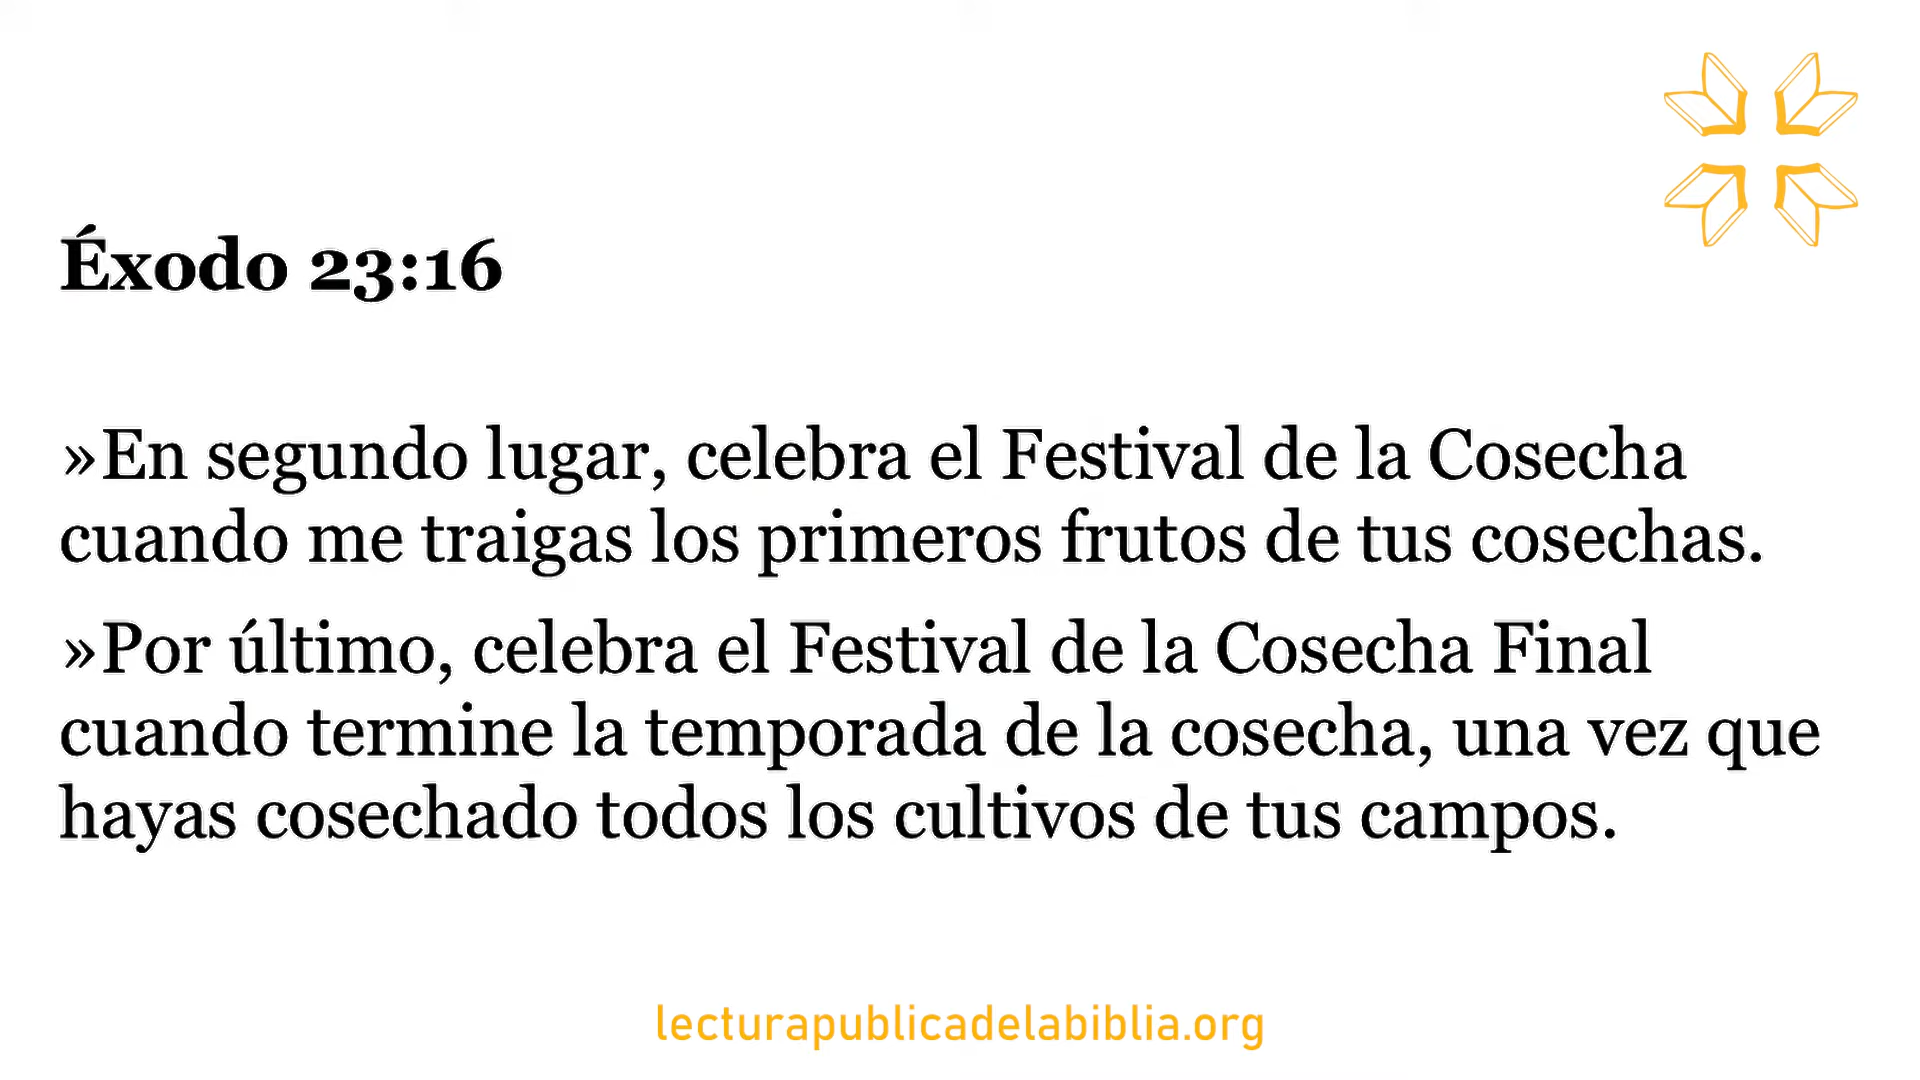 Éxodo 23:16
»En segundo lugar, celebra el Festival de la Cosecha
cuando me traigas los primeros frutos de tus cosechas.
»Por último, celebra el Festival de la Cosecha Final
cuando termine la temporada de la cosecha, una vez que
hayas cosechado todos los cultivos de tus campos.
lecturapublicadelabiblia.org